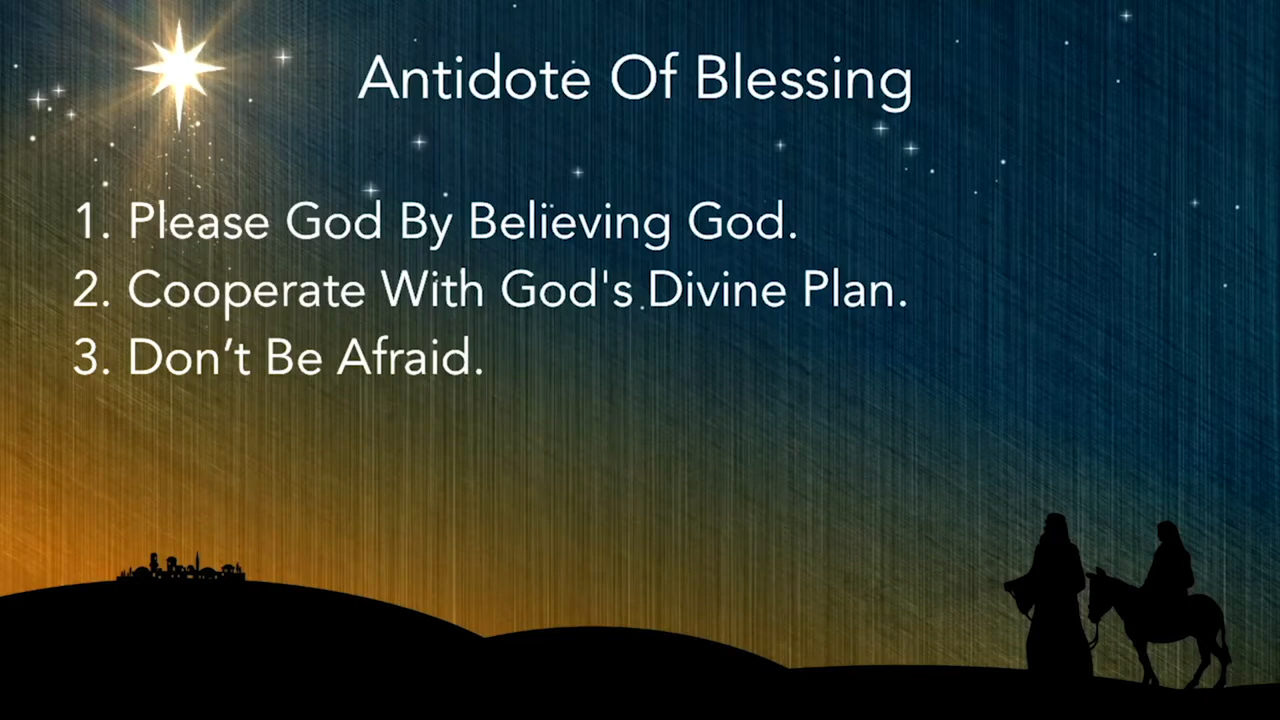 Antidote Of Blessing
1. Please God By Believing God.
2. Cooperate With God's Divine Plan.
3. Don’t Be Afraid.